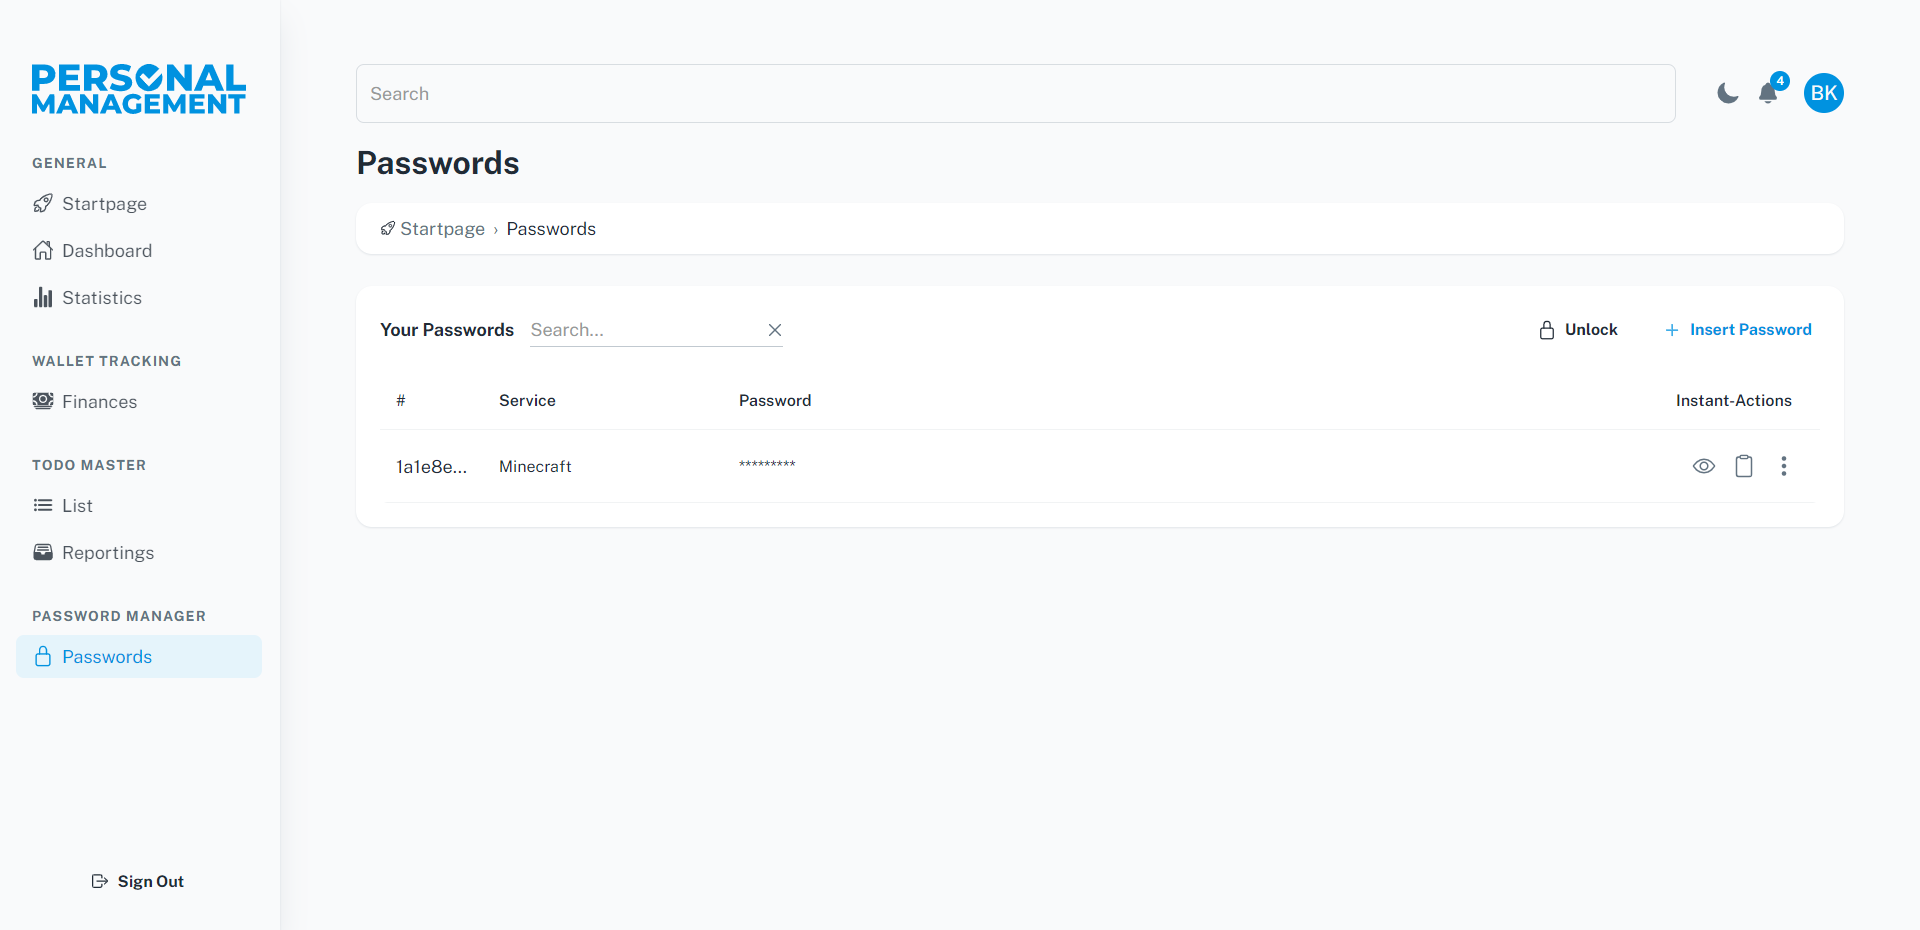 PERSONAL
MANAGEMENT
GENERAL
Startpage
Dashboard
Statistics
WALLET TRACKING
Finances
TODO MASTER
List
Reportings
PASSWORD MANAGER
Passwords
Sign Out
Search
4
BK
Passwords
Startpage › Passwords
Your Passwords Search... Unlock + Insert Password
# Service Password Instant-Actions
1a1e8e... Minecraft *********